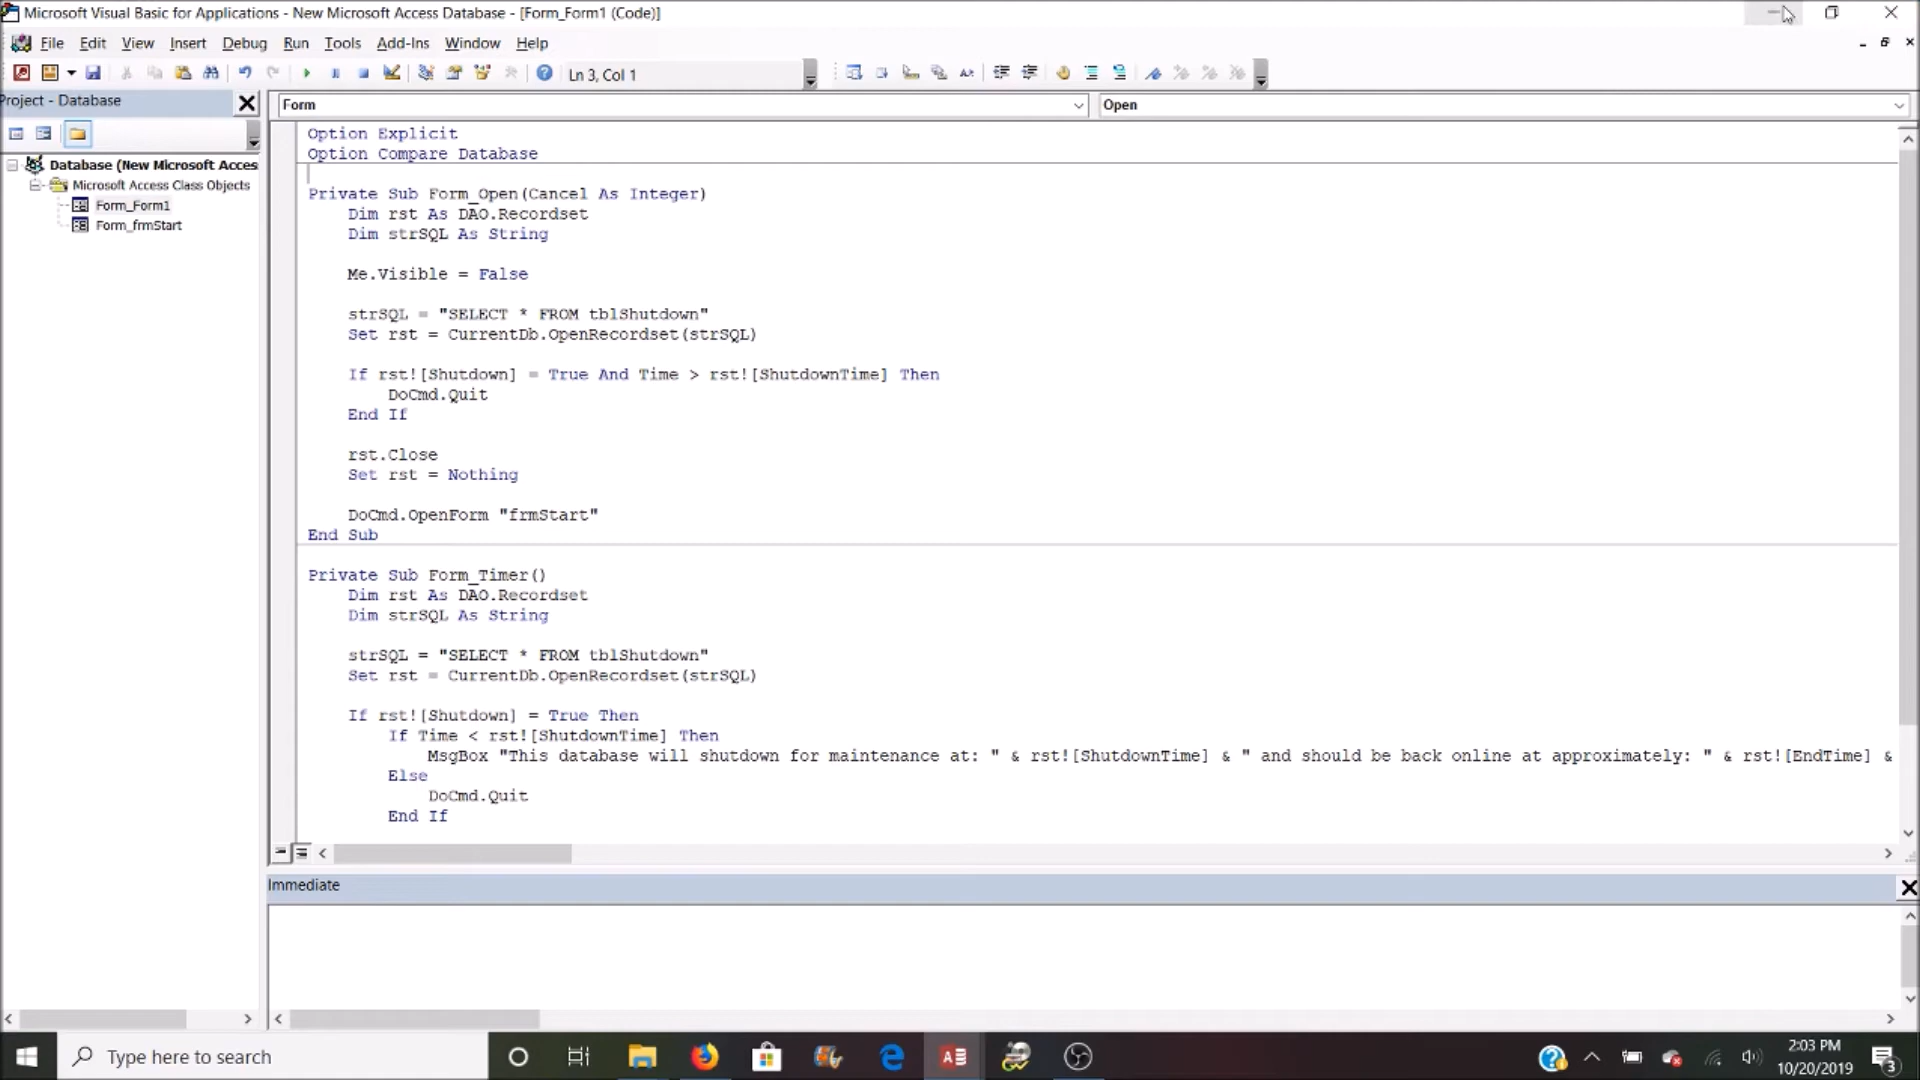 Microsoft Visual Basic for Applications - New Microsoft Access Database - [Form_Form1 (Code)]
File Edit View Insert Debug Run Tools Add-Ins Window Help
Ln 3, Col 1
Project - Database
Form
Open
Database (New Microsoft Acces
Microsoft Access Class Objects
Form_Form1
Form_frmStart
Option Explicit
Option Compare Database
Private Sub Form_Open(Cancel As Integer)
Dim rst As DAO.Recordset
Dim strSQL As String
Me.Visible = False
strSQL = "SELECT * FROM tblShutdown"
Set rst = CurrentDb.OpenRecordset(strSQL)
If rst![Shutdown] = True And Time > rst![ShutdownTime] Then
DoCmd.Quit
End If
rst.Close
Set rst = Nothing
DoCmd.OpenForm "frmStart"
End Sub
Private Sub Form_Timer()
Dim rst As DAO.Recordset
Dim strSQL As String
strSQL = "SELECT * FROM tblShutdown"
Set rst = CurrentDb.OpenRecordset(strSQL)
If rst![Shutdown] = True Then
If Time < rst![ShutdownTime] Then
MsgBox "This database will shutdown for maintenance at: " & rst![ShutdownTime] & " and should be back online at approximately: " & rst![EndTime] &
Else
DoCmd.Quit
End If
Immediate
Type here to search
2:03 PM
10/20/2019
3